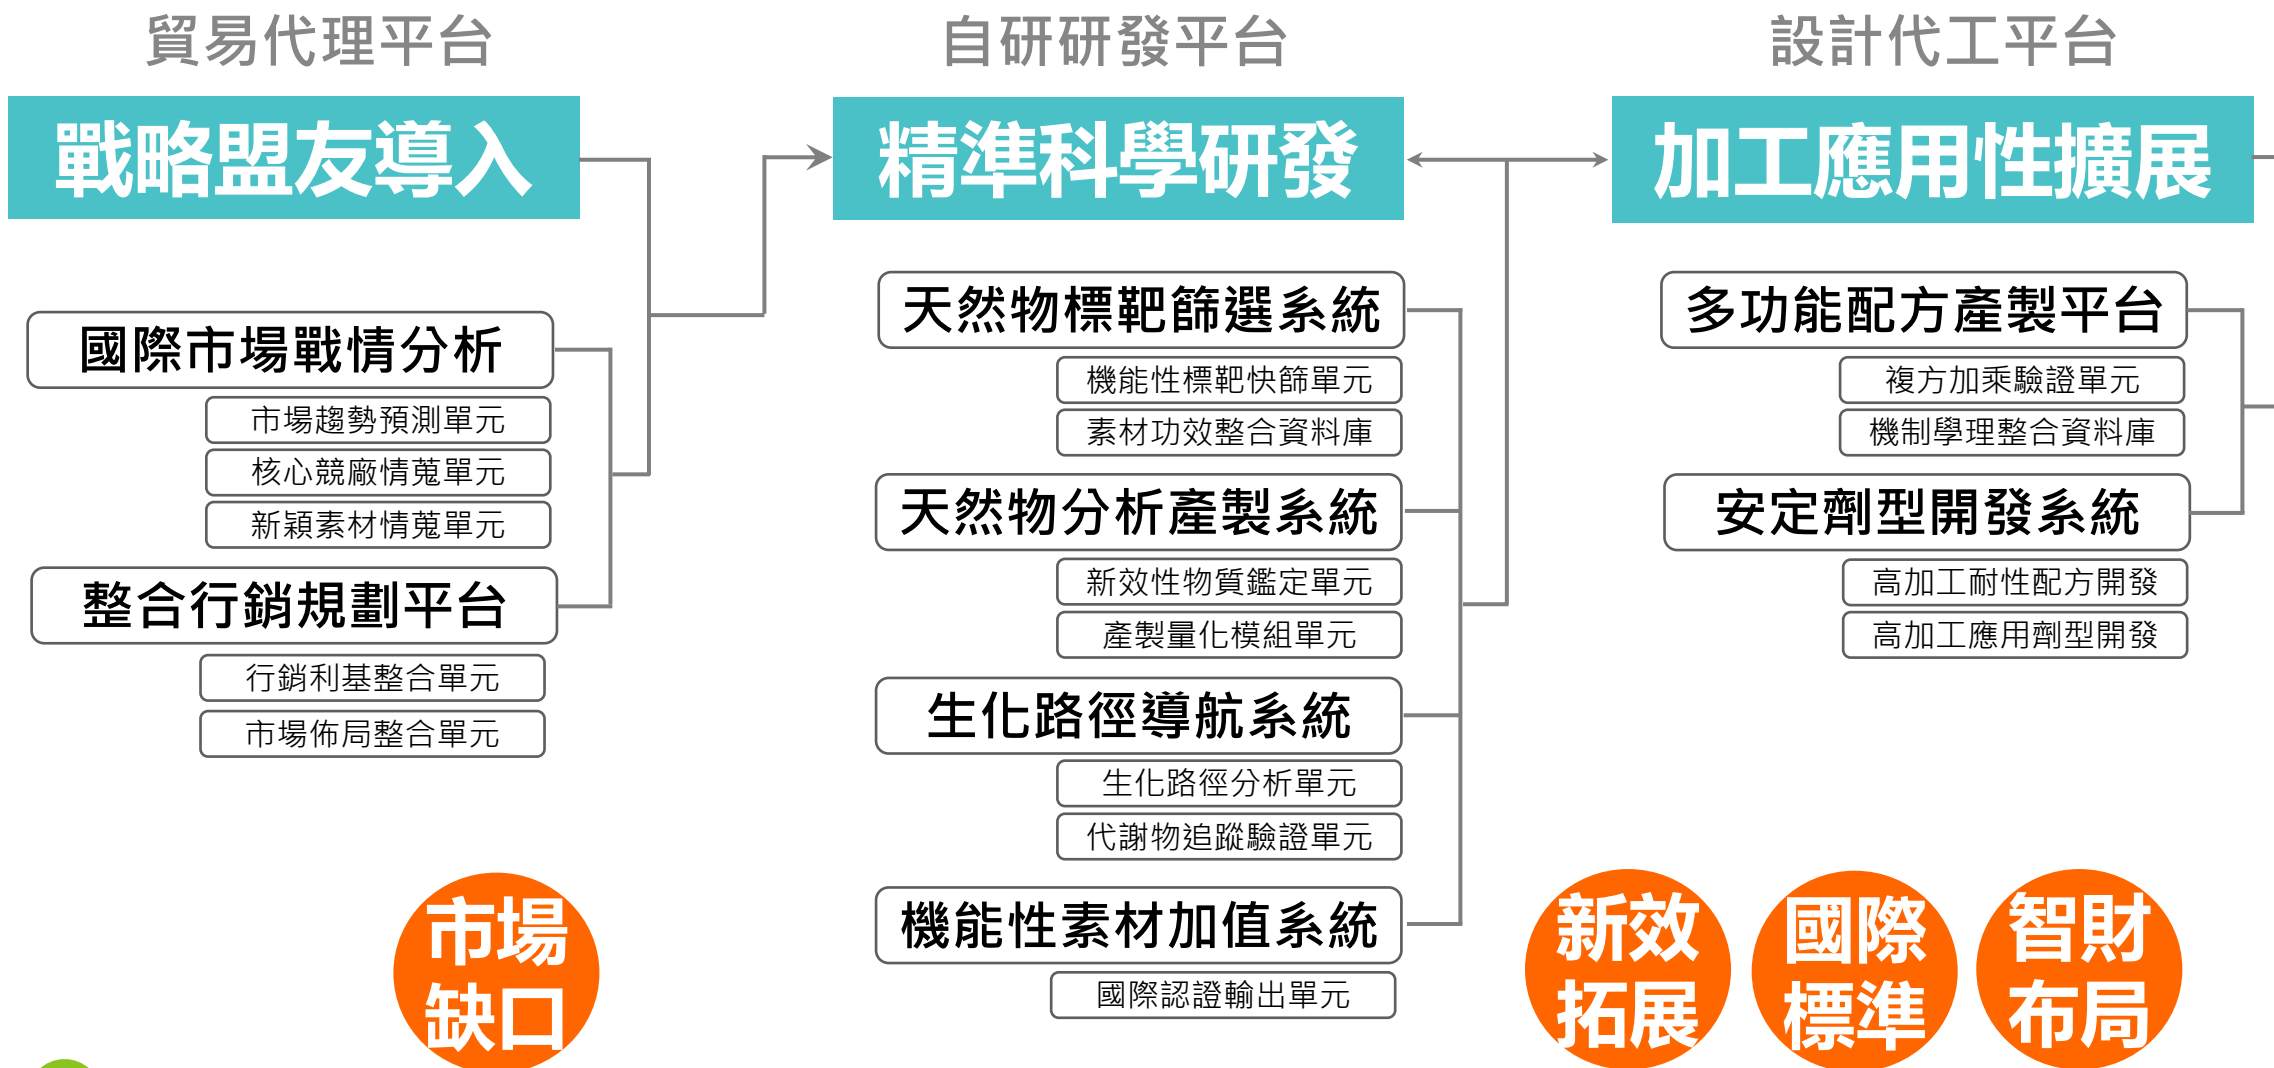 貿易代理平台
戰略盟友導入
國際市場戰情分析
市場趨勢預測單元
核心競廠情蒐單元
新穎素材情蒐單元
整合行銷規劃平台
行銷利基整合單元
市場佈局整合單元
市場
缺口
自研研發平台
精準科學研發
天然物標靶篩選系統
機能性標靶快篩單元
素材功效整合資料庫
天然物分析產製系統
新效性物質鑑定單元
產製量化模組單元
生化路徑導航系統
生化路徑分析單元
代謝物追蹤驗證單元
機能性素材加值系統
國際認證輸出單元
設計代工平台
加工應用性擴展
多功能配方產製平台
複方加乘驗證單元
機制學理整合資料庫
安定劑型開發系統
高加工耐性配方開發
高加工應用劑型開發
新效
拓展
國際
標準
智財
布局